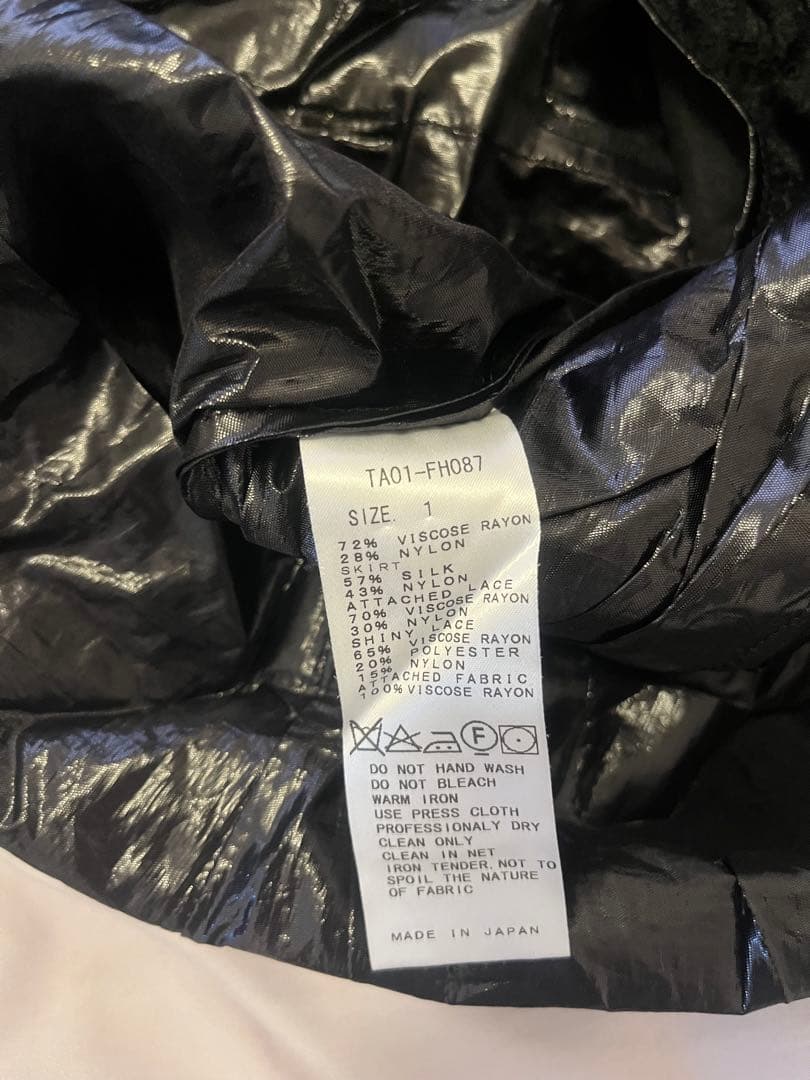 TA01-FH087
SIZE. 1
72% VISCOSE RAYON
28% NYLON
SKIRT
57% SILK
43% NYLON
ATTACHED LACE
70% VISCOSE RAYON
30% NYLON
SHINY LACE
65% VISCOSE RAYON
20% POLYESTER
15% NYLON
ATTACHED FABRIC
100% VISCOSE RAYON
F
DO NOT HAND WASH
DO NOT BLEACH
WARM IRON
USE PRESS CLOTH
PROFESSIONALY DRY
CLEAN ONLY
CLEAN IN NET
IRON TENDER, NOT TO
SPOIL THE NATURE
OF FABRIC
MADE IN JAPAN